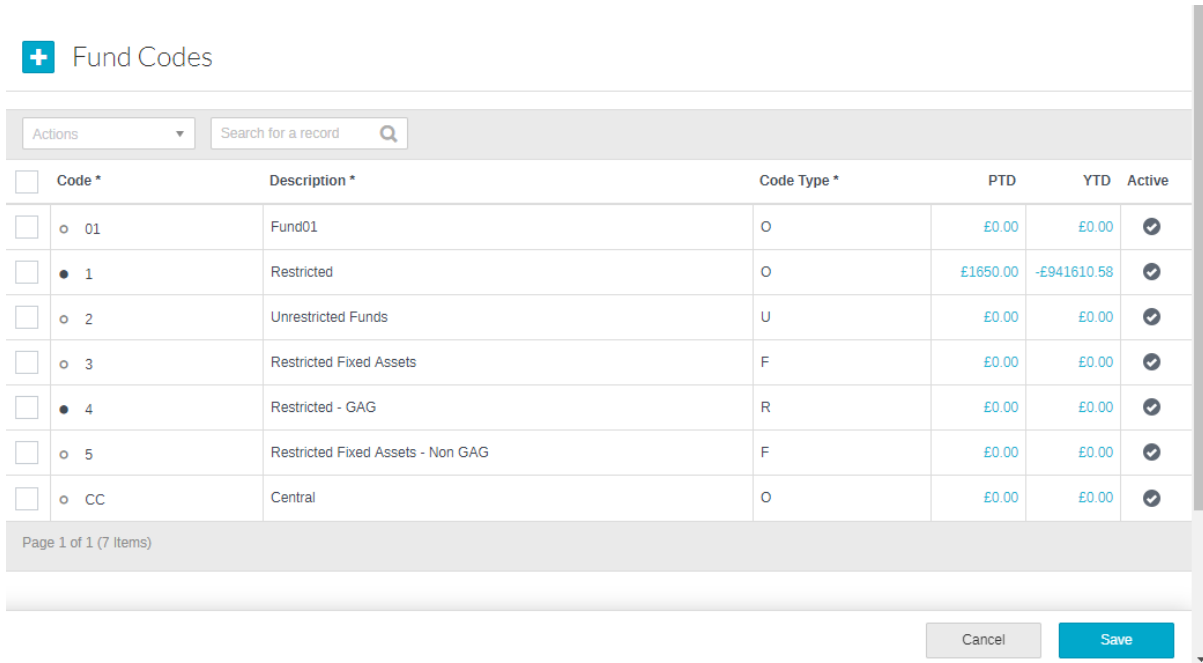 Fund Codes
Actions Search for a record
Code * Description * Code Type * PTD YTD Active
01 Fund01 O £0.00 £0.00
1 Restricted O £1650.00 -£941610.58
2 Unrestricted Funds U £0.00 £0.00
3 Restricted Fixed Assets F £0.00 £0.00
4 Restricted - GAG R £0.00 £0.00
5 Restricted Fixed Assets - Non GAG F £0.00 £0.00
CC Central O £0.00 £0.00
Page 1 of 1 (7 Items)
Cancel Save